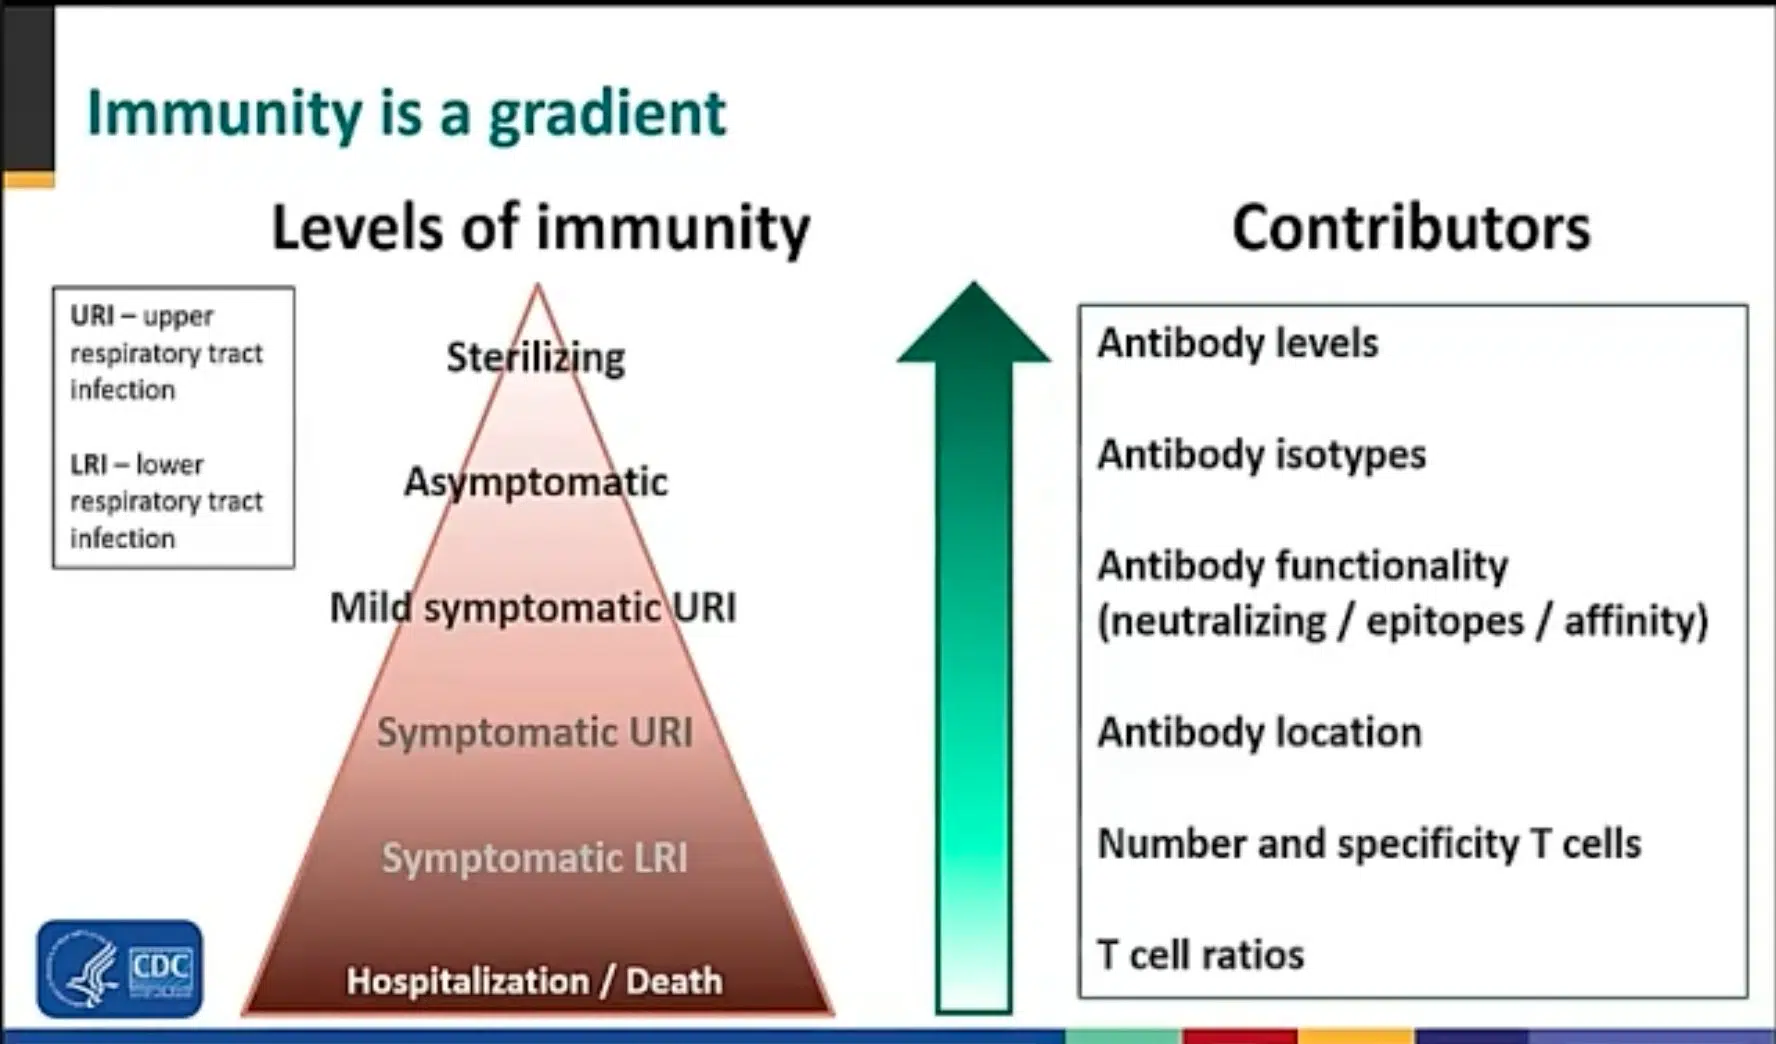 Immunity is a gradient
Levels of immunity
Contributors
URI – upper
respiratory tract
infection
LRI – lower
respiratory tract
infection
Sterilizing
Asymptomatic
Mild symptomatic URI
Symptomatic URI
Symptomatic LRI
Hospitalization / Death
Antibody levels
Antibody isotypes
Antibody functionality
(neutralizing / epitopes / affinity)
Antibody location
Number and specificity T cells
T cell ratios
CDC